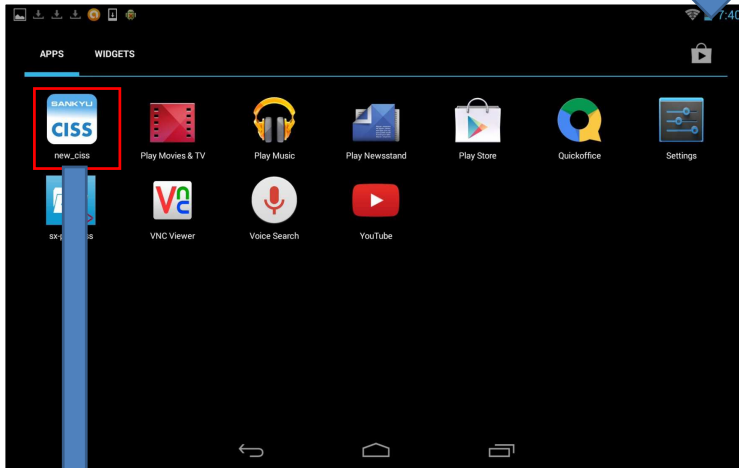 7:40
APPS WIDGETS
SANKYU
CISS
new_ciss Play Movies & TV Play Music Play Newsstand Play Store Quickoffice Settings
VNC Viewer Voice Search YouTube